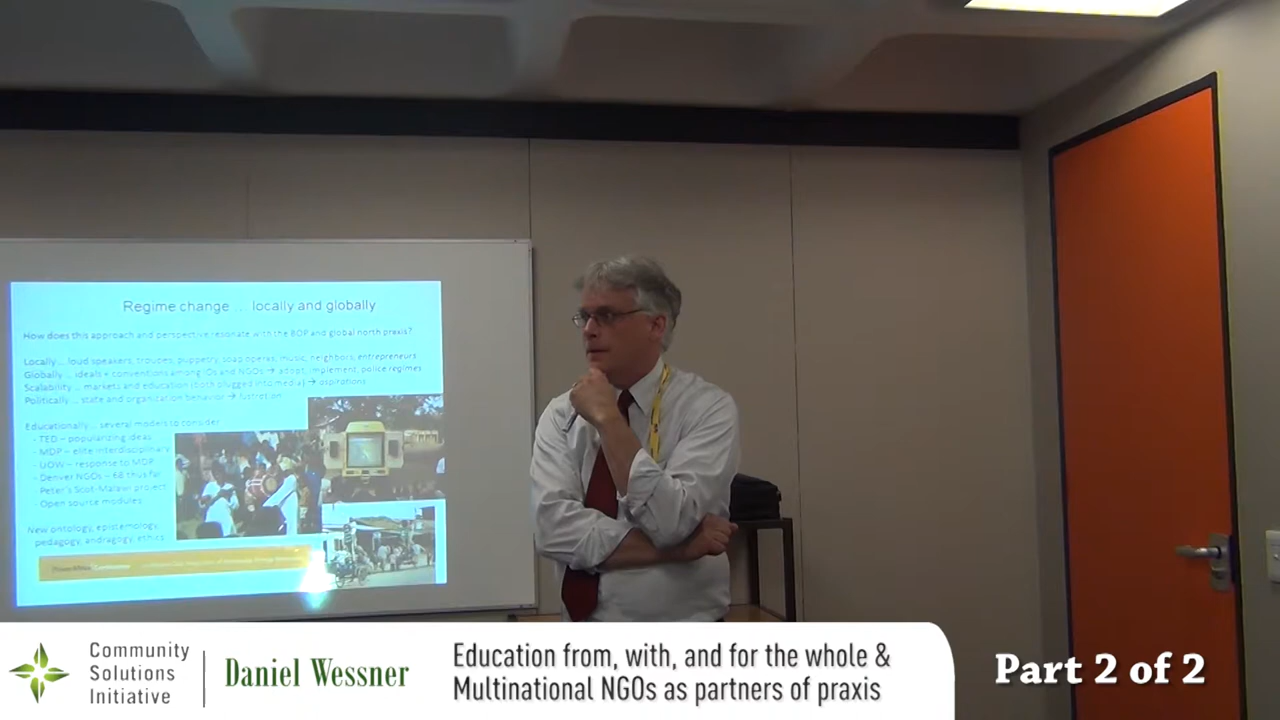 Regime change ... locally and globally
How does this approach and perspective resonate with the BOP and global north praxis?
Locally ... loud speakers, troupes, puppetry, soap operas, music, neighbors, entrepreneurs
Globally ... ideals + conventions among IOs and NGOs → adopt, implement, police regimes
Scalability ... markets and education (both plugged into media) → aspirations
Politically ... state and organization behavior →
Educationally ... several models to consider
- TED – popularizing ideas
- MDP – elite interdisciplinary
- UOW – response to MDP
- Denver NGOs – 68 thus far
- Peter's Scot-Malawi project
- Open source modules
New ontology, epistemology,
pedagogy, andragogy, ethics
Community
Solutions
Initiative
Daniel Wessner
Education from, with, and for the whole &
Multinational NGOs as partners of praxis
Part 2 of 2